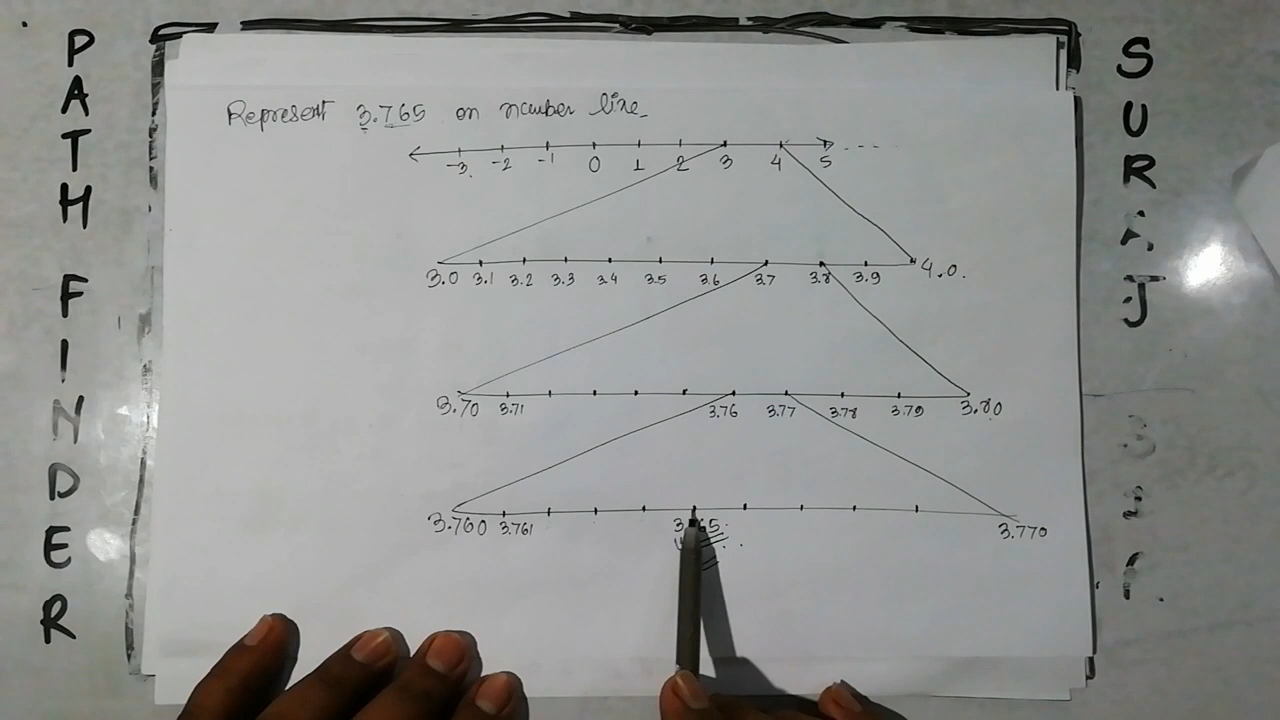 PATH FINDER
Represent 3.765 on number line
-3 -2 -1 0 1 2 3 4 5
3.0 3.1 3.2 3.3 3.4 3.5 3.6 3.7 3.8 3.9 4.0
3.70 3.71 3.76 3.77 3.78 3.79 3.80
3.760 3.761 3.770
SURAJ